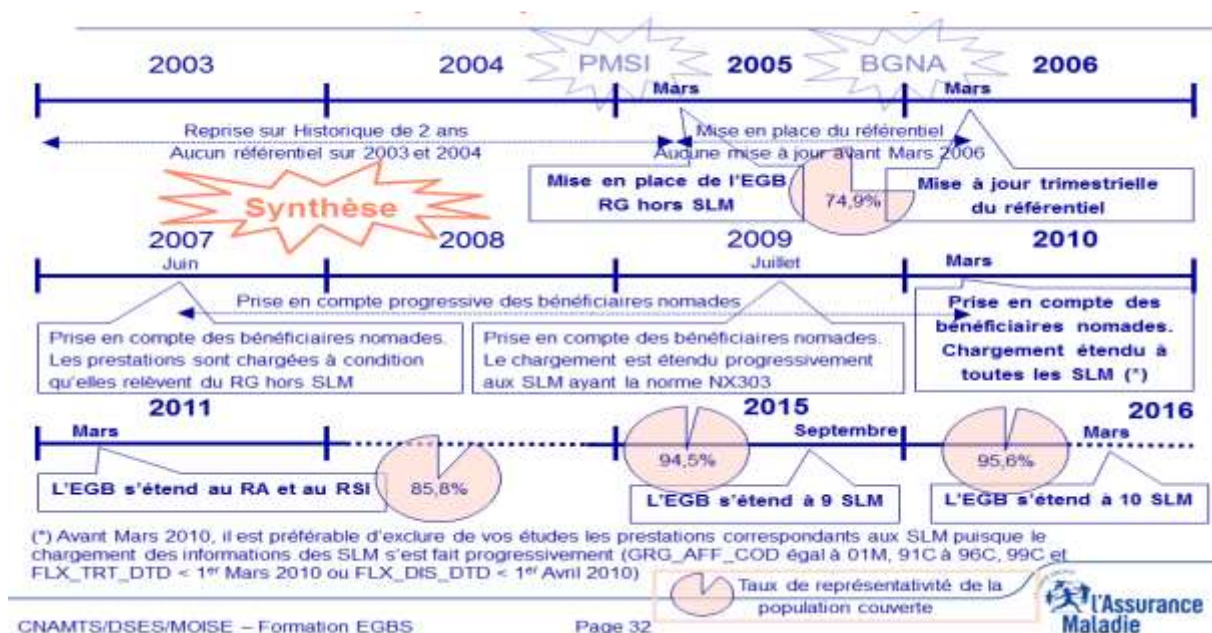 2003
2004
PMSI
2005
BGNA
2006
Mars
Mars
Reprise sur Historique de 2 ans
Aucun référentiel sur 2003 et 2004
Mise en place du référentiel
Aucune mise à jour avant Mars 2006
Synthèse
Mise en place de l'EGB
RG hors SLM
74,9%
Mise à jour trimestrielle
du référentiel
2007
2008
2009
2010
Juin
Juillet
Mars
Prise en compte progressive des bénéficiaires nomades
Prise en compte des bénéficiaires nomades.
Les prestations sont chargées à condition
qu'elles relèvent du RG hors SLM
Prise en compte des bénéficiaires nomades.
Le chargement est étendu progressivement
aux SLM ayant la norme NX303
Prise en compte des
bénéficiaires nomades.
Chargement étendu à
toutes les SLM (*)
2011
2015
2016
Mars
Septembre
Mars
L'EGB s'étend au RA et au RSI
85,8%
94,5%
L'EGB s'étend à 9 SLM
95,6%
L'EGB s'étend à 10 SLM
(*) Avant Mars 2010, il est préférable d'exclure de vos études les prestations correspondants aux SLM puisque le
chargement des informations des SLM s'est fait progressivement (GRG_AFF_COD égal à 01M, 91C à 96C, 99C et
FLX_TRT_DTD < 1er Mars 2010 ou FLX_DIS_DTD < 1er Avril 2010)
Taux de représentativité de la
population couverte
l'Assurance
Maladie
CNAMTS/DSES/MOISE – Formation EGBS
Page 32